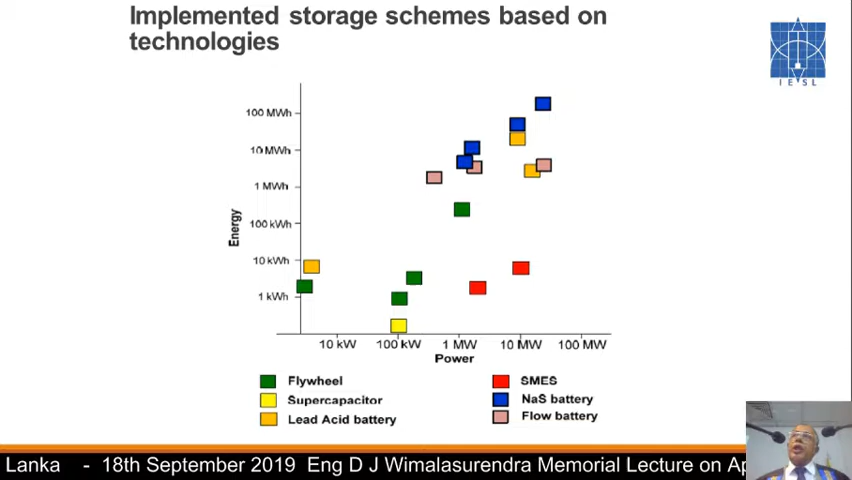 Implemented storage schemes based on
technologies
IESL
100 MWh
10 MWh
1 MWh
100 kWh
10 kWh
1 kWh
Energy
10 kW
100 kW
1 MW
10 MW
100 MW
Power
Flywheel
Supercapacitor
Lead Acid battery
SMES
NaS battery
Flow battery
Lanka - 18th September 2019 Eng D J Wimalasurendra Memorial Lecture on Ap